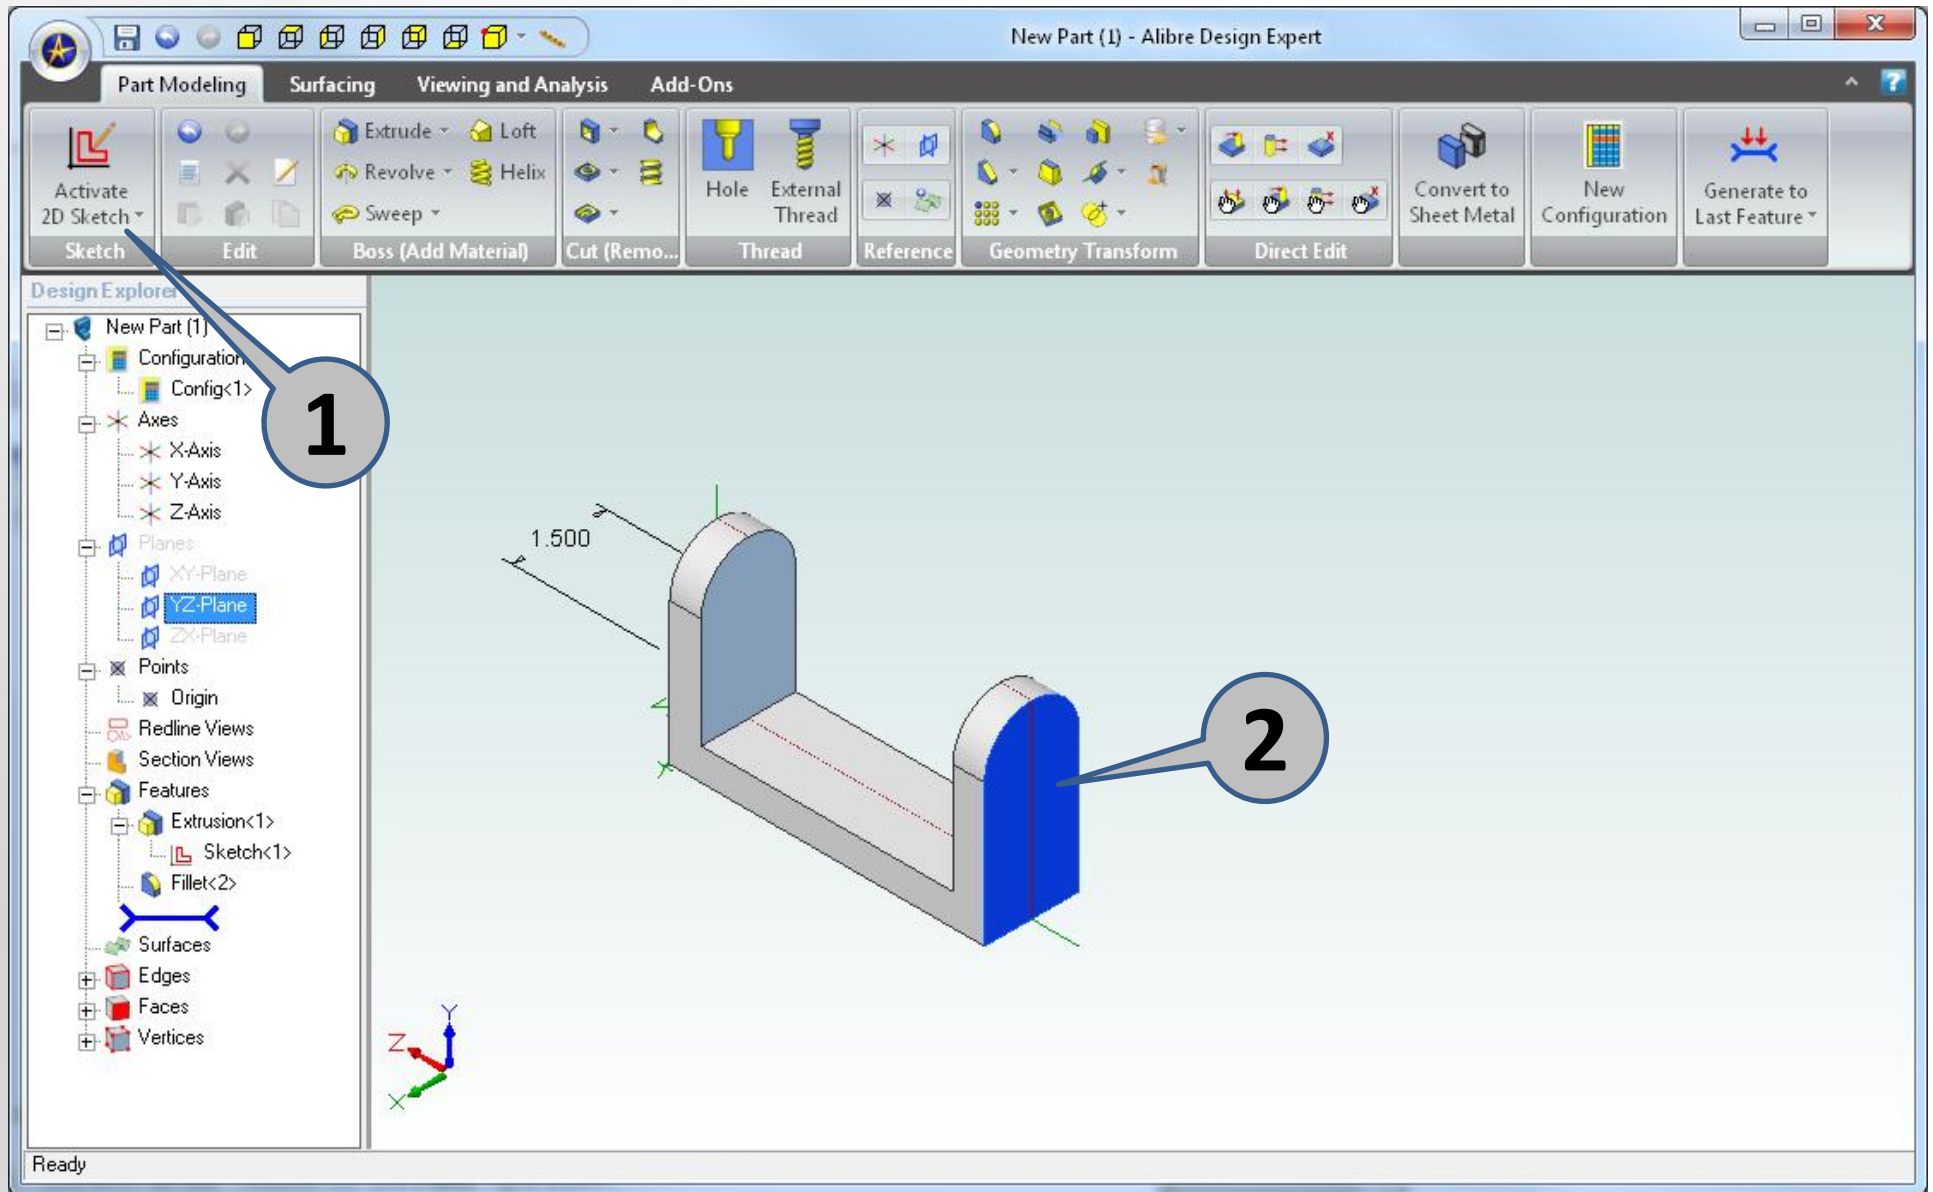 New Part (1) - Alibre Design Expert
Part Modeling
Surfacing
Viewing and Analysis
Add-Ons
Activate
2D Sketch
Sketch
Edit
Extrude
Loft
Revolve
Helix
Sweep
Boss (Add Material)
Cut (Remo...
Hole
External
Thread
Thread
Reference
Geometry Transform
Direct Edit
Convert to
Sheet Metal
New
Configuration
Generate to
Last Feature
Design Explorer
New Part (1)
Configuration
Config<1>
Axes
X-Axis
Y-Axis
Z-Axis
Planes
XY-Plane
YZ-Plane
ZX-Plane
Points
Origin
Redline Views
Section Views
Features
Extrusion<1>
Sketch<1>
Fillet<2>
Surfaces
Edges
Faces
Vertices
1
1.500
2
Y
Z
X
Ready